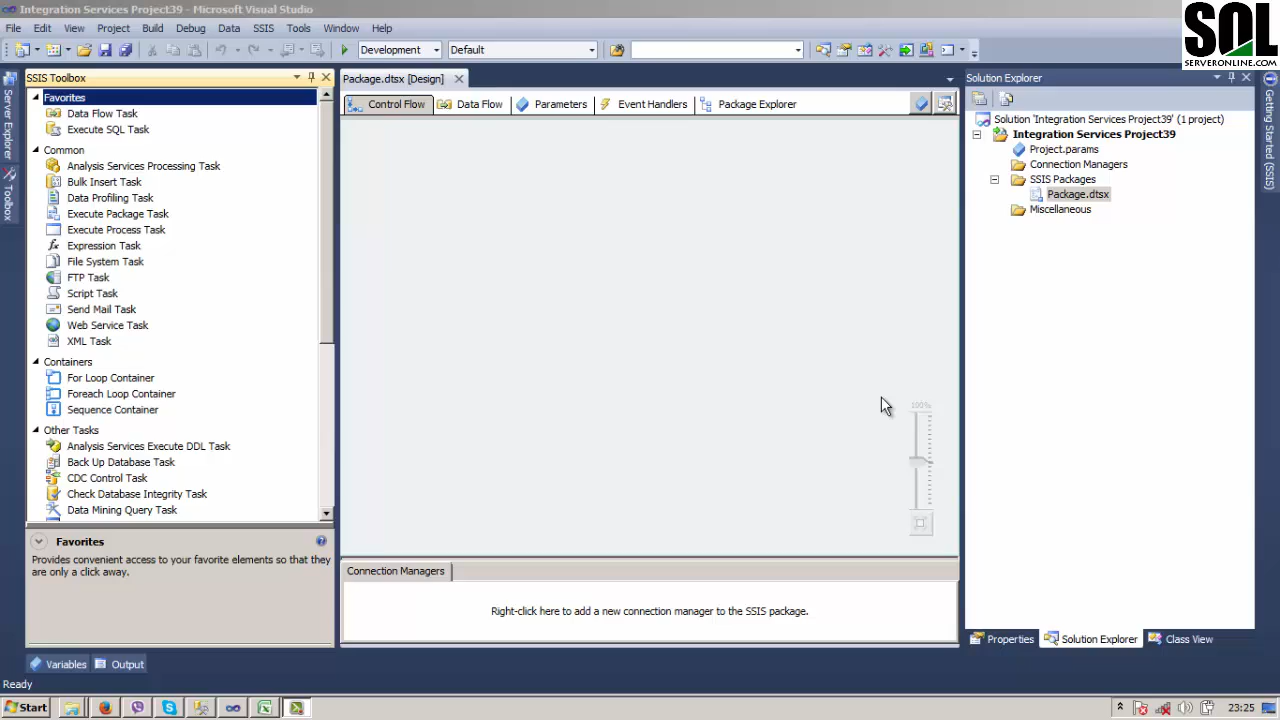 Integration Services Project39 - Microsoft Visual Studio
SQL
SERVERONLINE.COM
File Edit View Project Build Debug Data SSIS Tools Window Help
Development Default
SSIS Toolbox
Favorites
Data Flow Task
Execute SQL Task
Common
Analysis Services Processing Task
Bulk Insert Task
Data Profiling Task
Execute Package Task
Execute Process Task
Expression Task
File System Task
FTP Task
Script Task
Send Mail Task
Web Service Task
XML Task
Containers
For Loop Container
Foreach Loop Container
Sequence Container
Other Tasks
Analysis Services Execute DDL Task
Back Up Database Task
CDC Control Task
Check Database Integrity Task
Data Mining Query Task
Favorites
Provides convenient access to your favorite elements so that they
are only a click away.
Server Explorer
Toolbox
Package.dtsx [Design]
Control Flow Data Flow Parameters Event Handlers Package Explorer
100%
Connection Managers
Right-click here to add a new connection manager to the SSIS package.
Solution Explorer
Solution 'Integration Services Project39' (1 project)
Integration Services Project39
Project.params
Connection Managers
SSIS Packages
Package.dtsx
Miscellaneous
Getting Started (SSIS)
Properties Solution Explorer Class View
Variables Output
Ready
Start
23:25